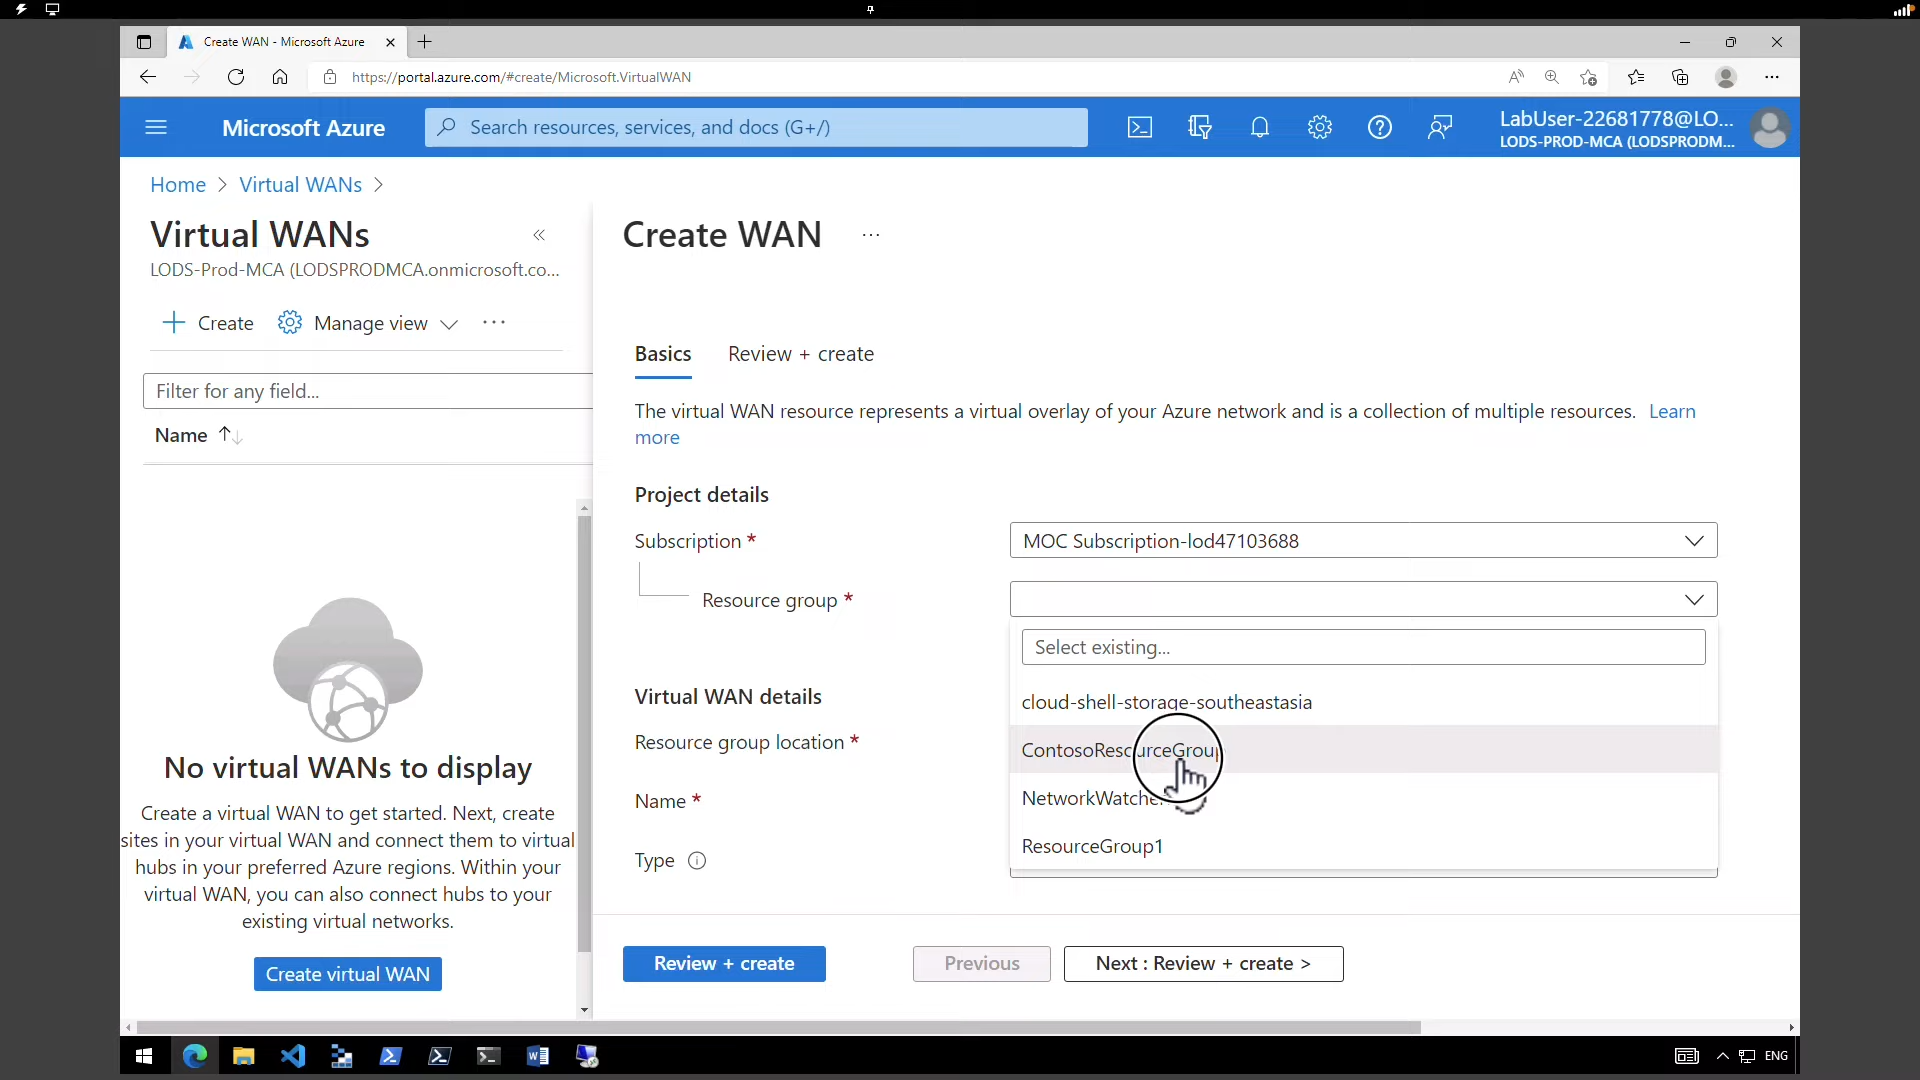 Create WAN - Microsoft Azure
https://portal.azure.com/#create/Microsoft.VirtualWAN
Microsoft Azure
Search resources, services, and docs (G+/)
LabUser-22681778@LO...
LODS-PROD-MCA (LODSPRODM...
Home > Virtual WANs >
Virtual WANs
LODS-Prod-MCA (LODSPRODMCA.onmicrosoft.co...
Create
Manage view
Filter for any field...
Name
No virtual WANs to display
Create a virtual WAN to get started. Next, create
sites in your virtual WAN and connect them to virtual
hubs in your preferred Azure regions. Within your
virtual WAN, you can also connect hubs to your
existing virtual networks.
Create virtual WAN
Create WAN
Basics
Review + create
The virtual WAN resource represents a virtual overlay of your Azure network and is a collection of multiple resources. Learn
more
Project details
Subscription *
MOC Subscription-lod47103688
Resource group *
Select existing...
cloud-shell-storage-southeastasia
ContosoResourceGroup
ResourceGroup1
Virtual WAN details
Resource group location *
Name *
Type
Review + create
Previous
Next : Review + create >
ENG